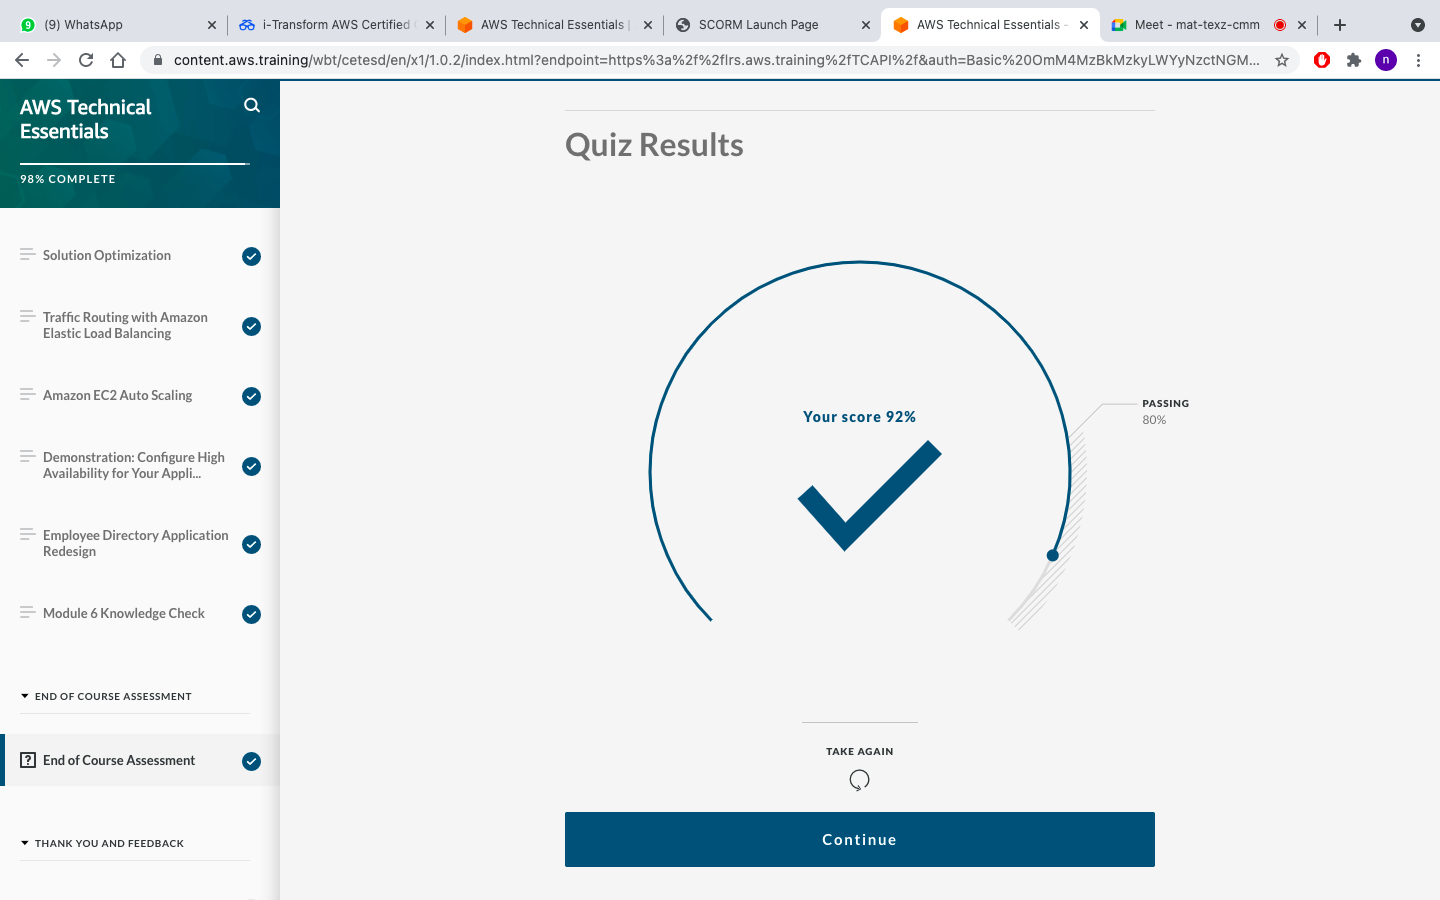 (9) WhatsApp
i-Transform AWS Certified
AWS Technical Essentials
SCORM Launch Page
AWS Technical Essentials -
Meet - mat-texz-cmm
content.aws.training/wbt/cetesd/en/x1/1.0.2/index.html?endpoint=https%3a%2f%2flrs.aws.training%2fTCAPI%2f&auth=Basic%20OmM4MzBkMzkyLWYyNzctNGM...
n
AWS Technical
Essentials
98% COMPLETE
Solution Optimization
Traffic Routing with Amazon
Elastic Load Balancing
Amazon EC2 Auto Scaling
Demonstration: Configure High
Availability for Your Appli...
Employee Directory Application
Redesign
Module 6 Knowledge Check
END OF COURSE ASSESSMENT
End of Course Assessment
THANK YOU AND FEEDBACK
Quiz Results
Your score 92%
PASSING
80%
TAKE AGAIN
Continue